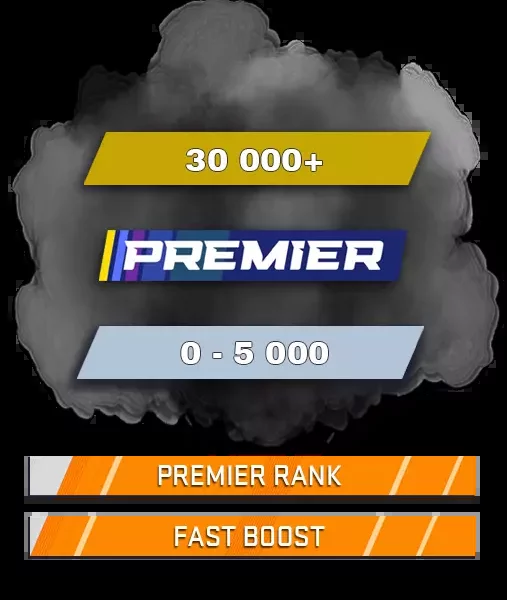 30 000+
PREMIER
0 - 5 000
PREMIER RANK
FAST BOOST